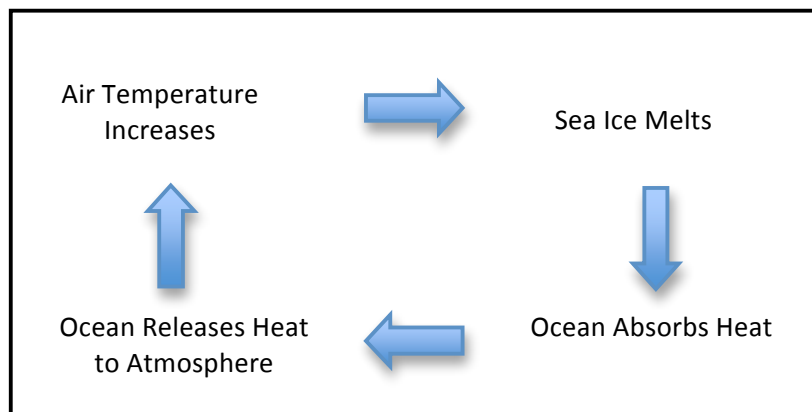 Air Temperature
Increases
Sea Ice Melts
Ocean Absorbs Heat
Ocean Releases Heat
to Atmosphere